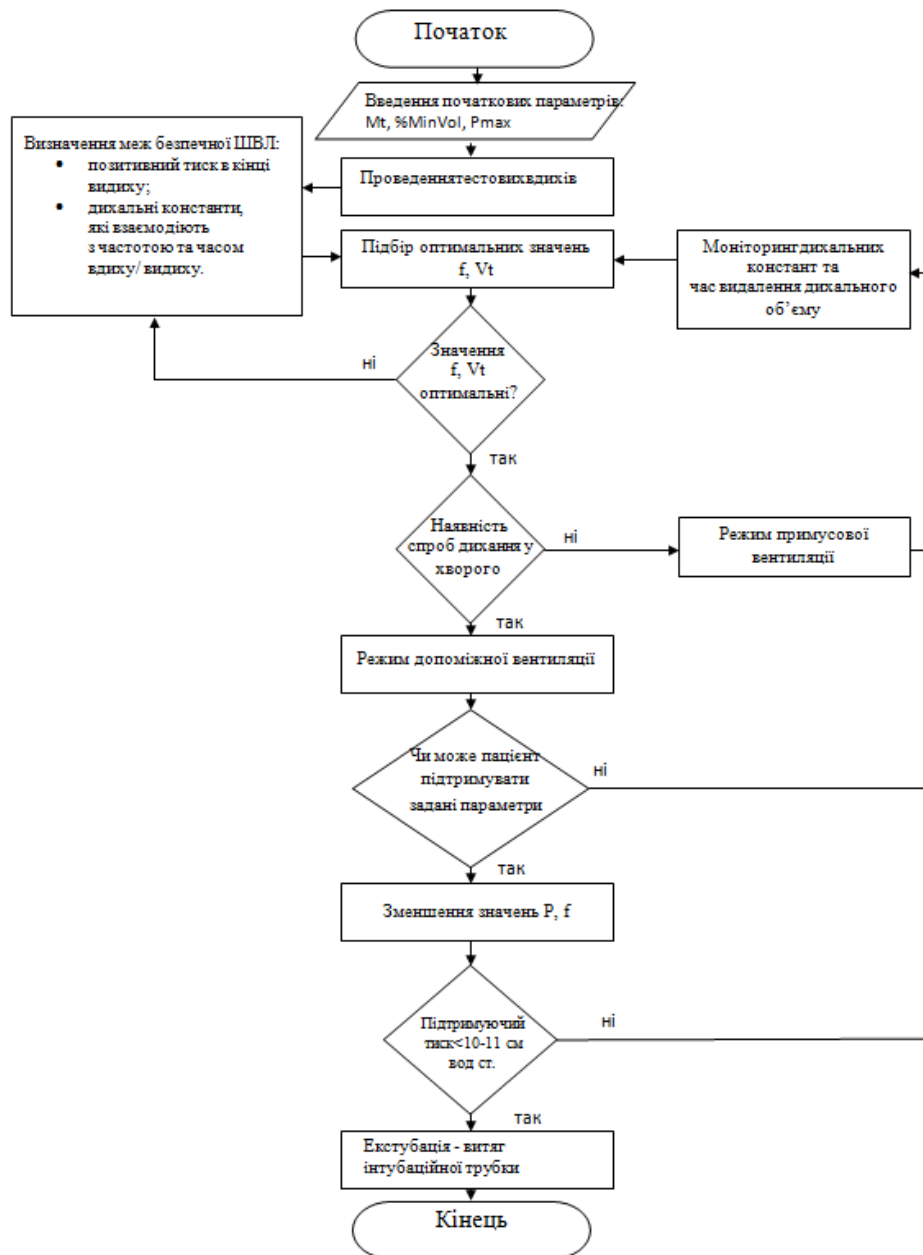 Початок
Введення початкових параметрів:
Mt, %MinVol, Pmax
Визначення меж безпечної ШВЛ:
• позитивний тиск в кінці
видиху;
• дихальні константи,
які взаємодіють
з частотою та часом
вдиху/ видиху.
Проведеннятестовихвдихів
Підбір оптимальних значень
f, Vt
Моніторингдихальних
констант та
час видалення дихального
об’єму
Значення
f, Vt
оптимальні?
ні
так
Наявність
спроб дихання у
хворого
ні
Режим примусової
вентиляції
так
Режим допоміжної вентиляції
Чи може пацієнт
підтримувати
задані параметри
ні
так
Зменшення значень P, f
Підтримуючий
тиск<10-11 см
вод ст.
ні
так
Екстубація - витяг
інтубаційної трубки
Кінець